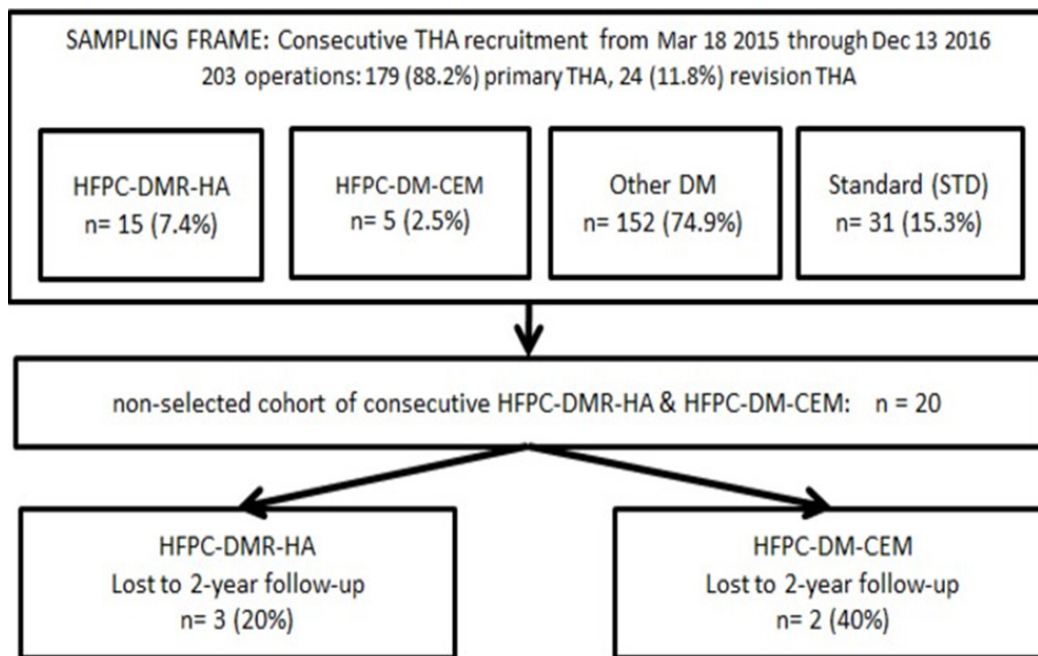 SAMPLING FRAME: Consecutive THA recruitment from Mar 18 2015 through Dec 13 2016
203 operations: 179 (88.2%) primary THA, 24 (11.8%) revision THA
HFPC-DMR-HA
n= 15 (7.4%)
HFPC-DM-CEM
n= 5 (2.5%)
Other DM
n= 152 (74.9%)
Standard (STD)
n= 31 (15.3%)
non-selected cohort of consecutive HFPC-DMR-HA & HFPC-DM-CEM: n = 20
HFPC-DMR-HA
Lost to 2-year follow-up
n= 3 (20%)
HFPC-DM-CEM
Lost to 2-year follow-up
n= 2 (40%)